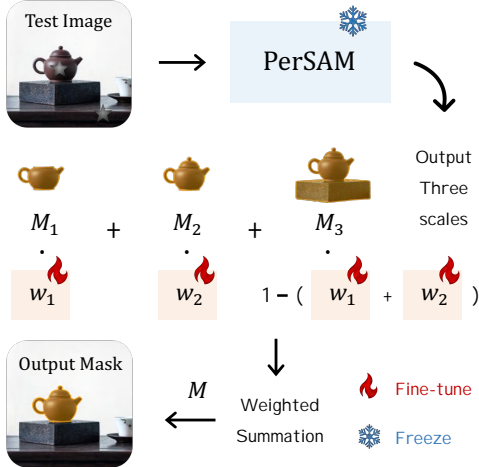 Test Image
PerSAM
Output
Three
scales
M₁ + M₂ + M₃
· · ·
w₁ w₂ 1 − ( w₁ + w₂ )
Output Mask
M
Weighted
Summation
Fine-tune
Freeze